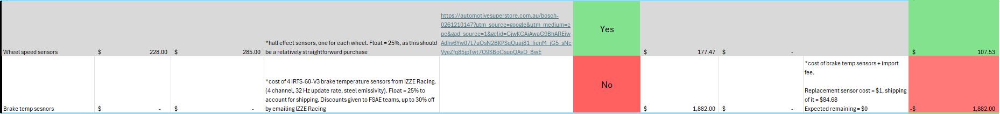 https://automotivesuperstore.com.au/bosch-
0261210147?utm_source=google&utm_medium=c
pc&gad_source=1&gclid=CjwKCAiAwaG9BhAREiw
Adhv6Yw07L7uOsN2BKPSqQuaj81_lienM_jG5_sNc
VyeZfq85jpTwt7O9SBoCsuoQAvD_BwE
Yes
*hall effect sensors, one for each wheel. Float = 25%, as this should
be a relatively straightforward purchase
Wheel speed sensors $ 228.00 $ 285.00 $ 177.47 $ - $ 107.53
*cost of 4 IRTS-60-V3 brake temperature sensors from IZZE Racing.
(4 channel, 32 Hz update rate, steel emissivity). Float = 25% to
account for shipping. Discounts given to FSAE teams, up to 30% off
by emailing IZZE Racing
No
*cost of brake temp sensors + import
fee.
Replacement sensor cost = $1, shipping
of it = $84.68
Expected remaining = $0
Brake temp sesnors $ - $ - $ 1,882.00 $ - -$ 1,882.00